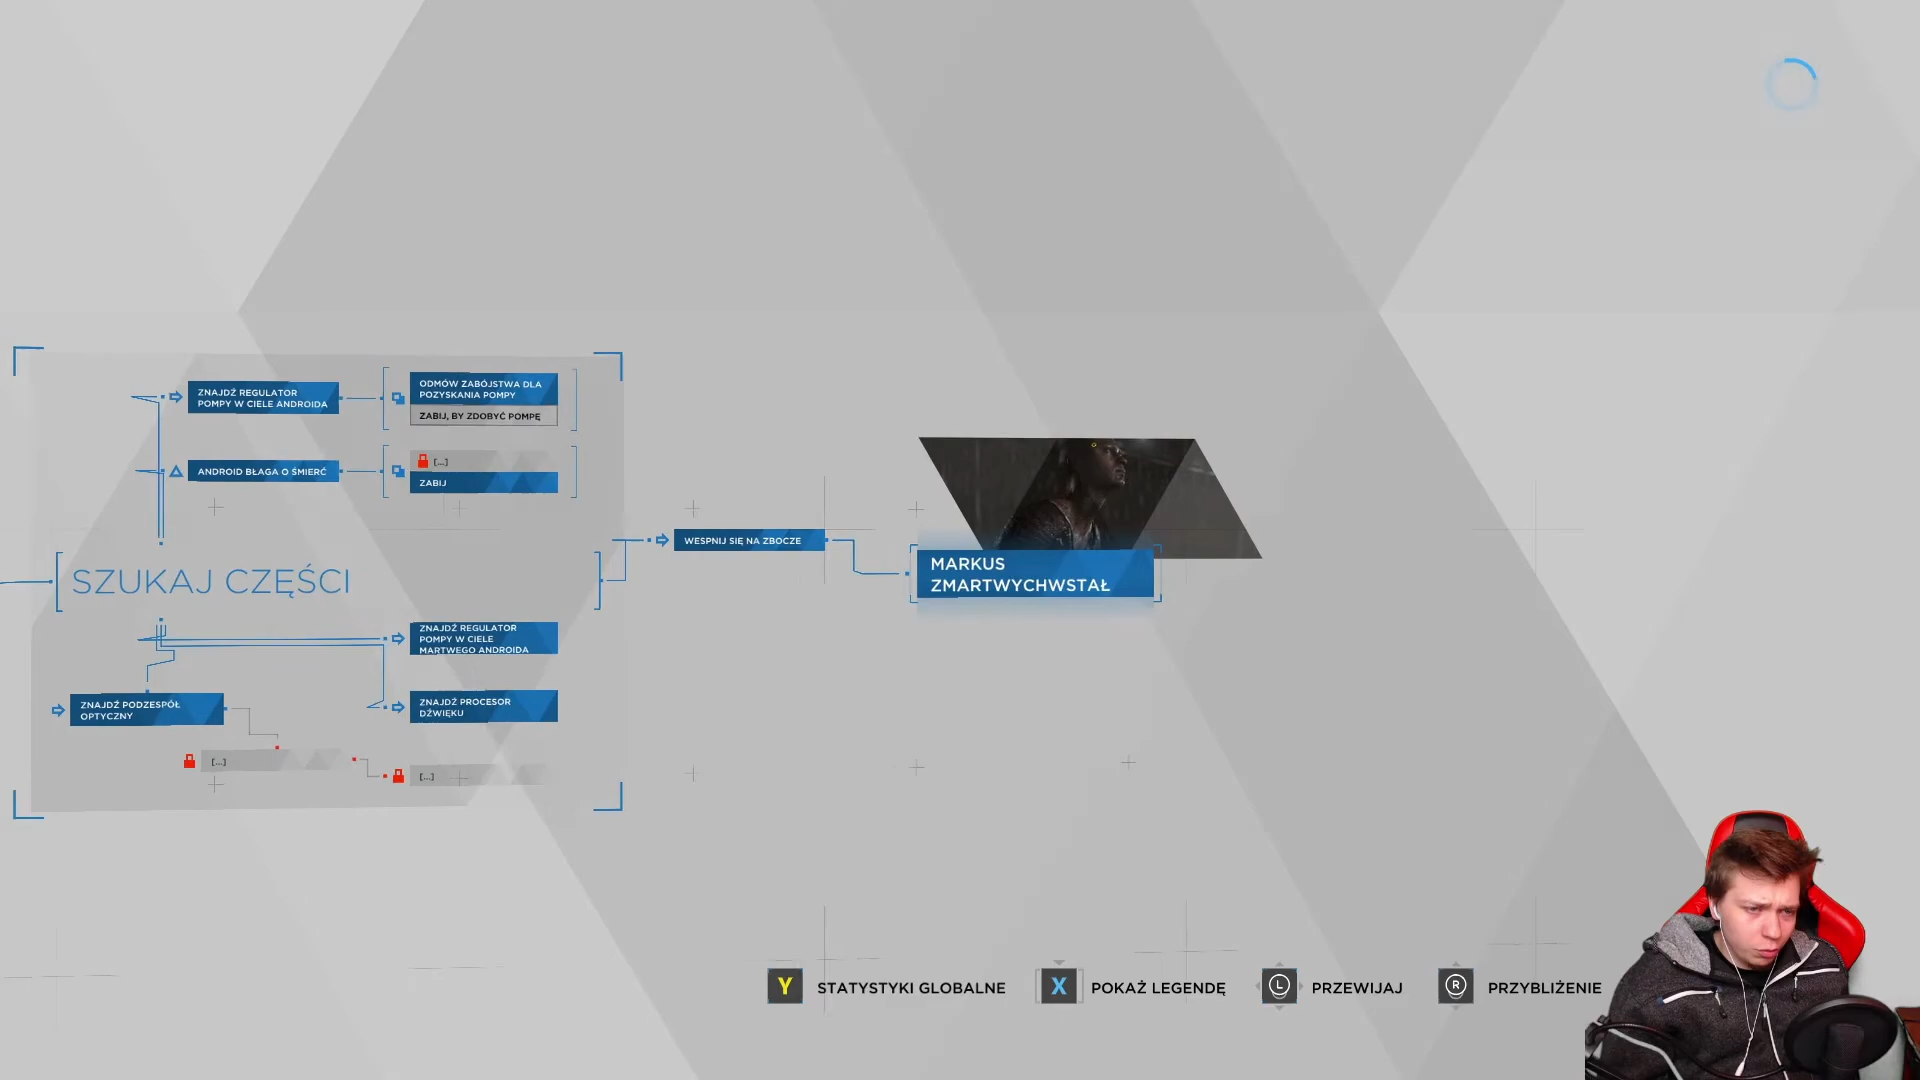 ZNAJDŹ REGULATOR
POMPY W CIELE ANDROIDA
ODMÓW ZABÓJSTWA DLA
POZYSKANIA POMPY
ZABIJ, BY ZDOBYĆ POMPĘ
ANDROID BŁAGA O ŚMIERĆ
[...]
ZABIJ
SZUKAJ CZĘŚCI
WESPNIJ SIĘ NA ZBOCZE
MARKUS
ZMARTWYCHWSTAŁ
ZNAJDŹ REGULATOR
POMPY W CIELE
MARTWEGO ANDROIDA
ZNAJDŹ PODZESPÓŁ
OPTYCZNY
ZNAJDŹ PROCESOR
DŹWIĘKU
[...]
[...]
Y STATYSTYKI GLOBALNE
X POKAŻ LEGENDĘ
L PRZEWIJAJ
R PRZYBLIŻENIE